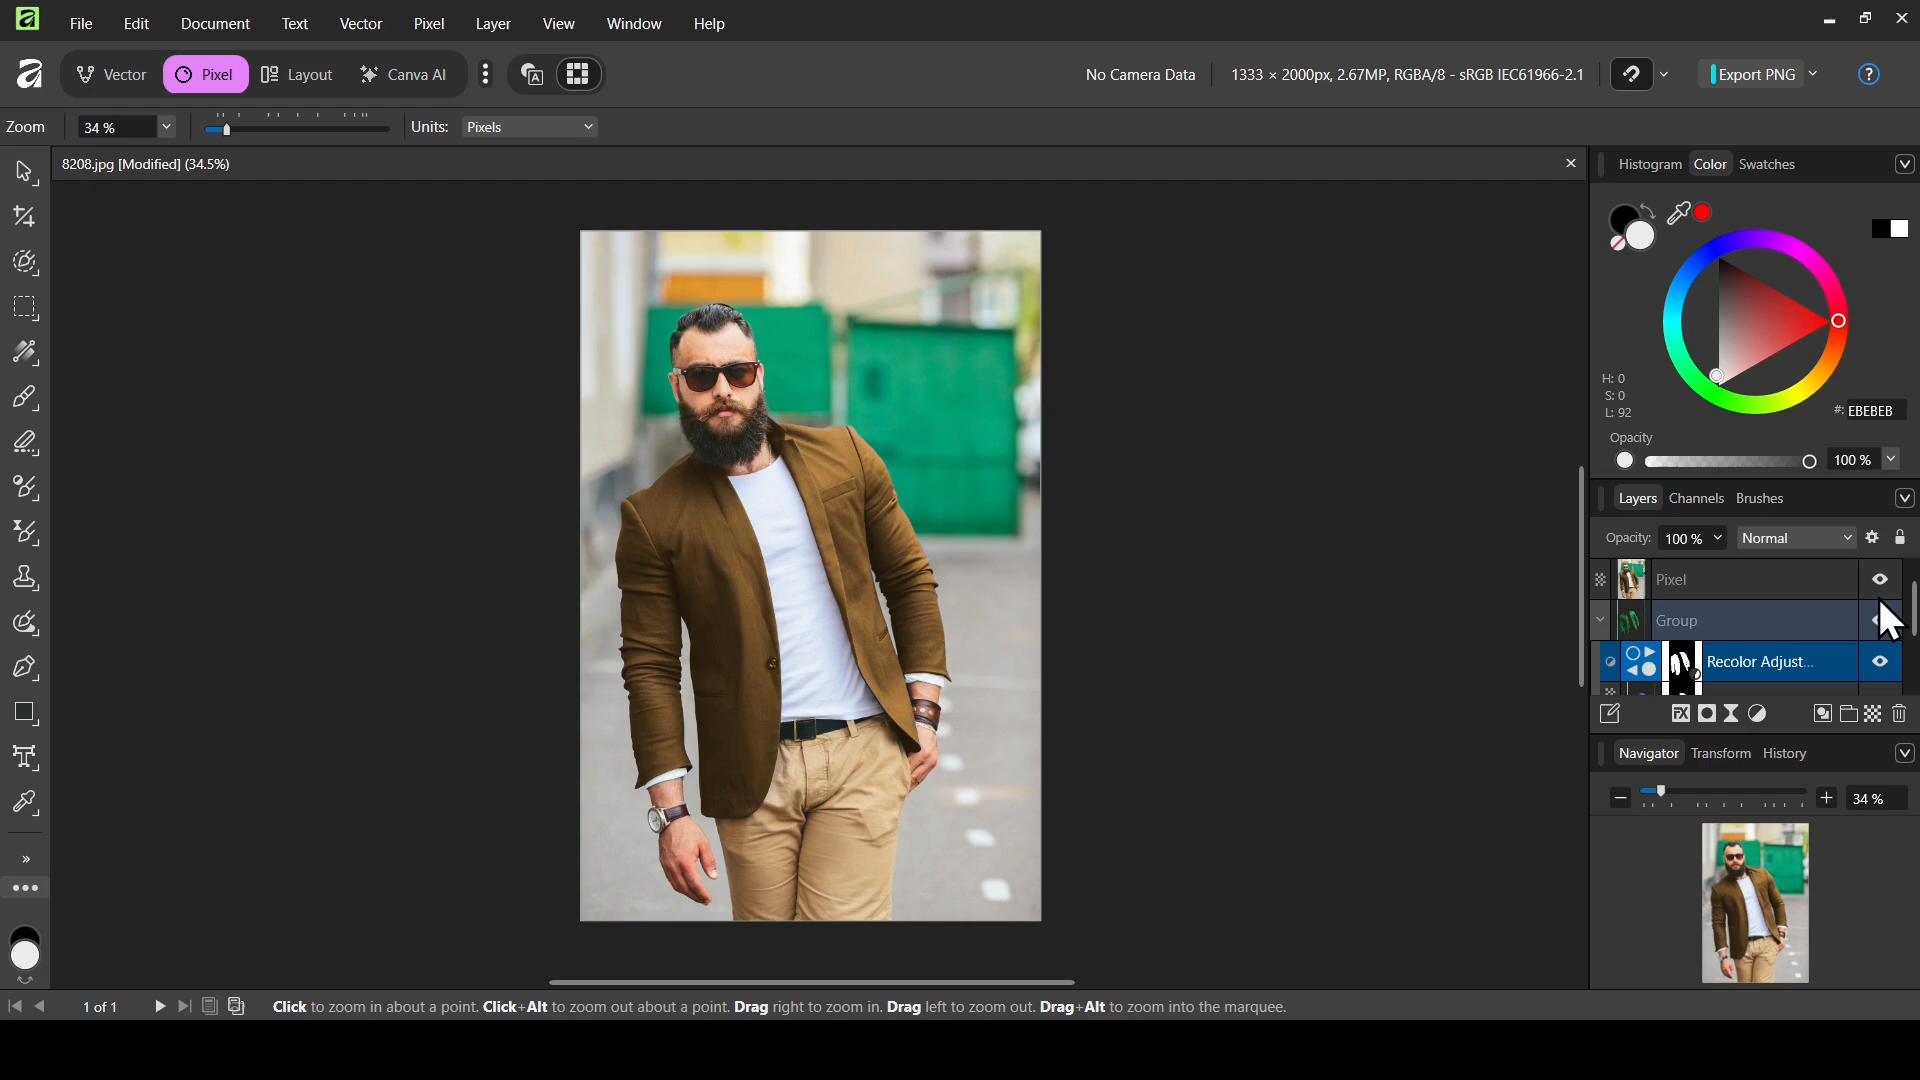 File Edit Document Text Vector Pixel Layer View Window Help
Vector Pixel Layout Canva AI No Camera Data 1333 × 2000px, 2.67MP, RGBA/8 - sRGB IEC61966-2.1 Export PNG ?
Zoom 34 % Units: Pixels
8208.jpg [Modified] (34.5%)
Histogram Color Swatches
H: 0
S: 0
L: 92
#: EBEBEB
Opacity
100 %
Layers Channels Brushes
Opacity: 100 % Normal
Pixel
Group
Recolor Adjust...
FX
Navigator Transform History
34 %
1 of 1 Click to zoom in about a point. Click+Alt to zoom out about a point. Drag right to zoom in. Drag left to zoom out. Drag+Alt to zoom into the marquee.